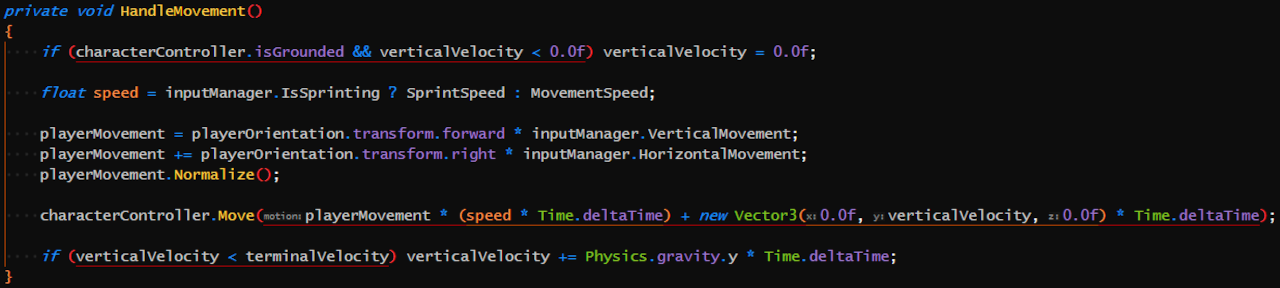 private void HandleMovement()
{
if (characterController.isGrounded && verticalVelocity < 0.0f) verticalVelocity = 0.0f;
float speed = inputManager.IsSprinting ? SprintSpeed : MovementSpeed;
playerMovement = playerOrientation.transform.forward * inputManager.VerticalMovement;
playerMovement += playerOrientation.transform.right * inputManager.HorizontalMovement;
playerMovement.Normalize();
characterController.Move(motion: playerMovement * (speed * Time.deltaTime) + new Vector3(x: 0.0f, y: verticalVelocity, z: 0.0f) * Time.deltaTime);
if (verticalVelocity < terminalVelocity) verticalVelocity += Physics.gravity.y * Time.deltaTime;
}